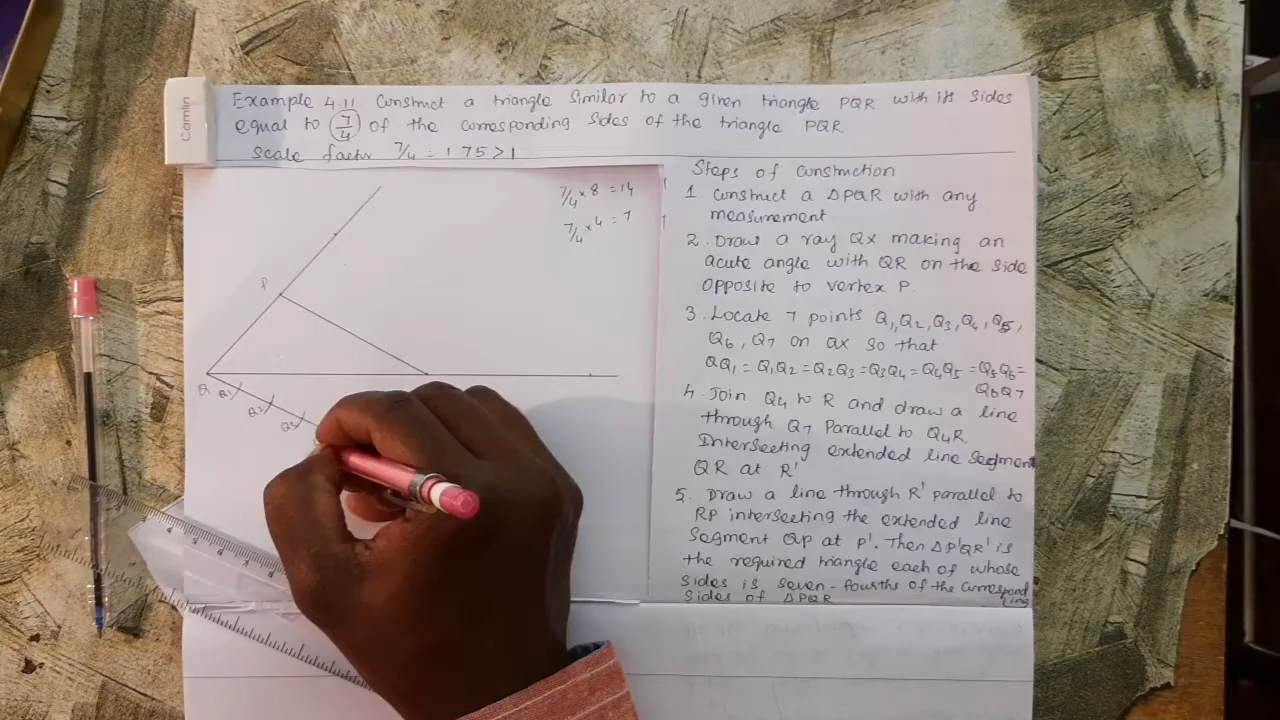 Camlin
Example 4.11 Construct a triangle Similar to a given triangle PQR with its Sides
equal to 7/4 of the corresponding Sides of the triangle PQR
Scale factor 7/4 = 1.75 > 1
7/4 × 8 = 14
7/4 × 4 = 7
P
Q
Q1
Q2
Q3
Steps of Construction
1. Construct a ΔPQR with any
measurement
2. Draw a ray QX making an
acute angle with QR on the Side
opposite to vertex P.
3. Locate 7 points Q1, Q2, Q3, Q4, Q5,
Q6, Q7 on QX so that
QQ1 = Q1Q2 = Q2Q3 = Q3Q4 = Q4Q5 = Q5Q6 =
Q6Q7
4. Join Q4 to R and draw a line
through Q7 Parallel to Q4R
Intersecting extended line Segment
QR at R'
5. Draw a line through R' parallel to
RP intersecting the extended line
Segment QP at P'. Then ΔP'QR' is
the required triangle each of whose
Sides is seven-fourths of the Correspond
ing
Sides of ΔPQR